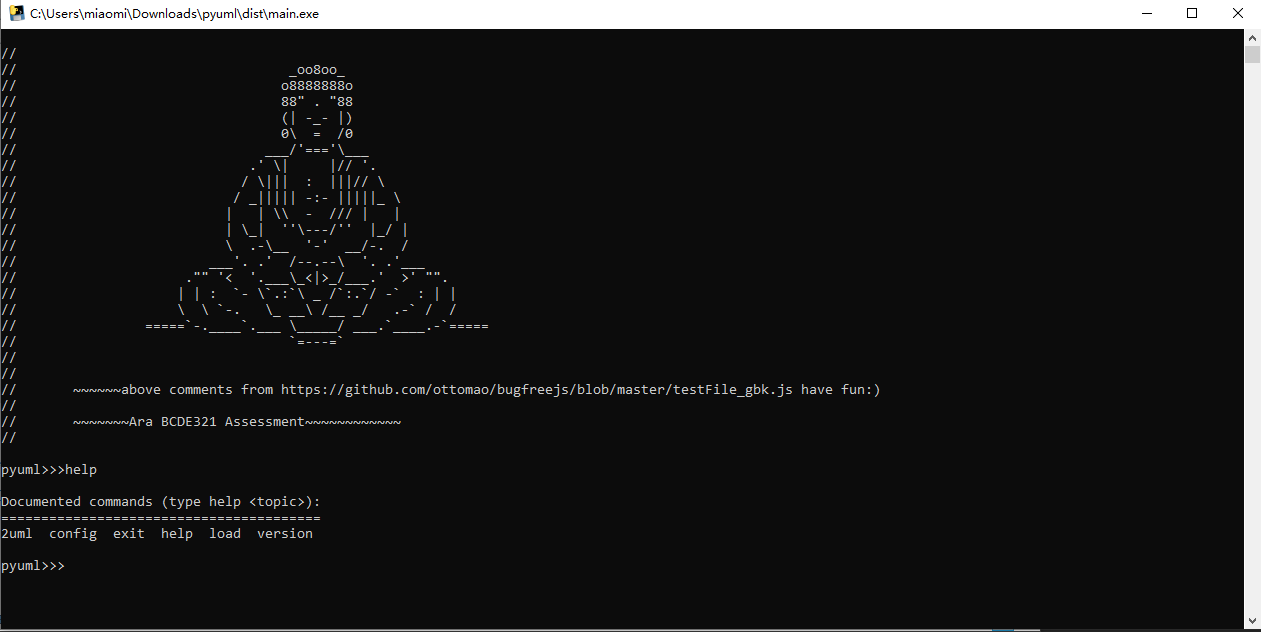 C:\Users\miaomi\Downloads\pyuml\dist\main.exe
//
//                                  _oo8oo_
//                                 o8888888o
//                                 88" . "88
//                                 (| -_- |)
//                                 0\  =  /0
//                               ___/'==='\___
//                             .' \|     |// '.
//                            / \|||  :  |||// \
//                           / _||||| -:- |||||_ \
//                          |   | \\  -  /// |   |
//                          | \_|  ''\---/''  |_/ |
//                          \  .-\__  '-'  __/-.  /
//                        ___'. .'  /--.--\  '. .'___
//                     ."" '<  '.___\_<|>_/___.'  >' "".
//                    | | :  `- \`.:`\ _ /`:.`/ -`  : | |
//                    \  \ `-.   \_ __\ /__ _/   .-` /  /
//                =====`-.____`.___ \_____/ ___.`____.-`=====
//                                  `=---=`
//
//
//       ~~~~~~above comments from https://github.com/ottomao/bugfreejs/blob/master/testFile_gbk.js have fun:)
//
//       ~~~~~~~Ara BCDE321 Assessment~~~~~~~~~~~~
//
pyuml>>>help
Documented commands (type help <topic>):
========================================
2uml  config  exit  help  load  version
pyuml>>>